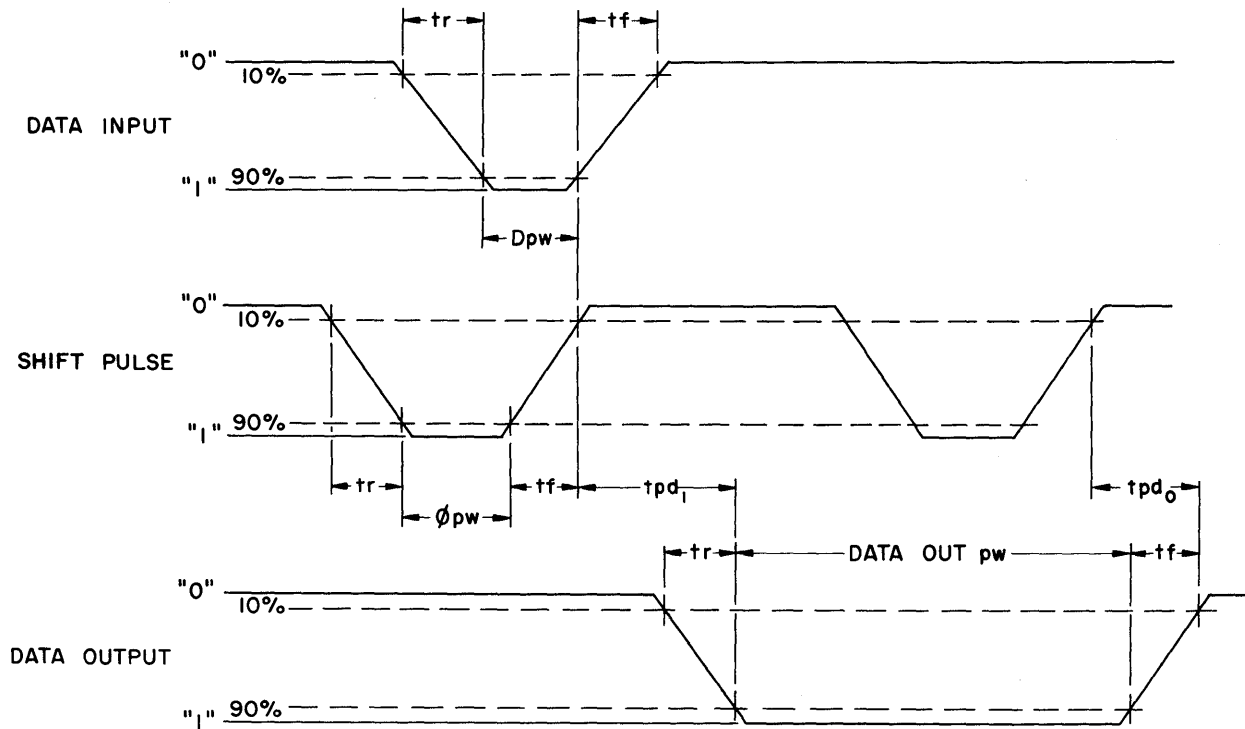 tr tf
"0"
10%
DATA INPUT
90%
"1"
Dpw
"0"
10%
SHIFT PULSE
90%
"1"
tr tf tpd1 tpd0
Øpw
tr DATA OUT pw tf
"0"
10%
DATA OUTPUT
90%
"1"